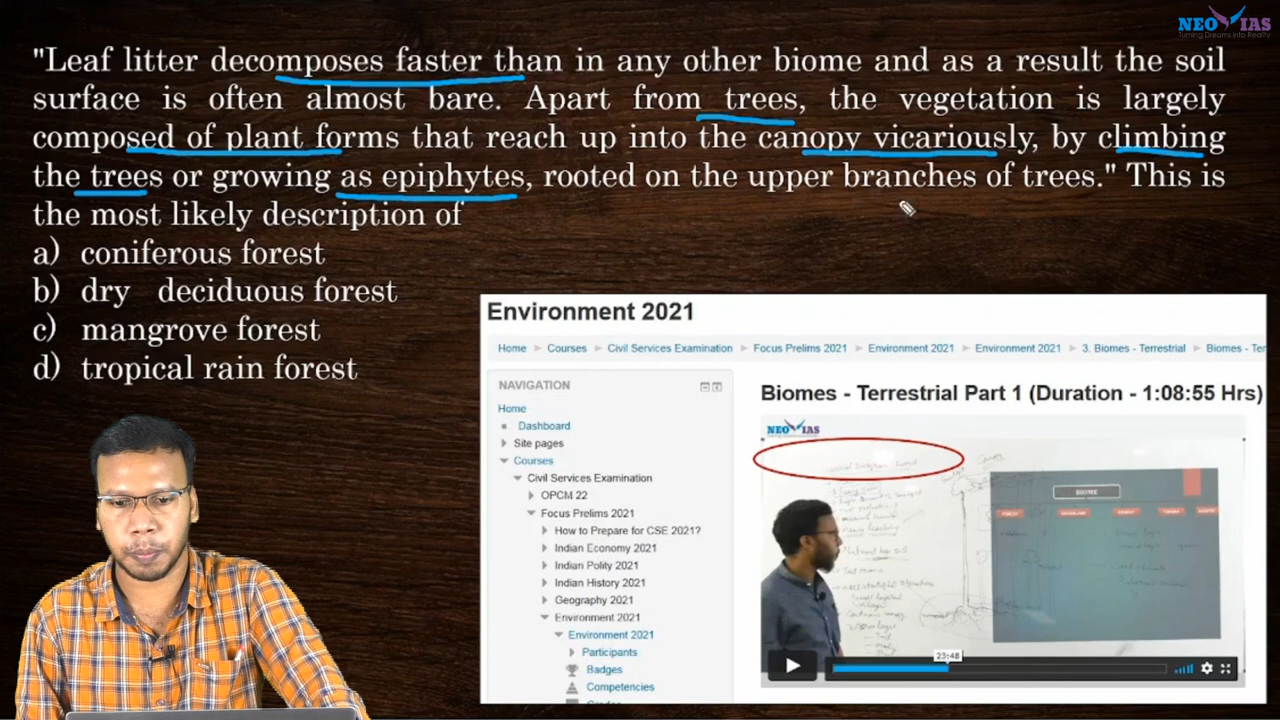 NEO IAS
Turning Dreams into Reality
"Leaf litter decomposes faster than in any other biome and as a result the soil
surface is often almost bare. Apart from trees, the vegetation is largely
composed of plant forms that reach up into the canopy vicariously, by climbing
the trees or growing as epiphytes, rooted on the upper branches of trees." This is
the most likely description of
a) coniferous forest
b) dry deciduous forest
c) mangrove forest
d) tropical rain forest
Environment 2021
Home Courses Civil Services Examination Focus Prelims 2021 Environment 2021 Environment 2021 3. Biomes - Terrestrial Biomes - Ter
NAVIGATION
Home
Dashboard
Site pages
Courses
Civil Services Examination
OPCM 22
Focus Prelims 2021
How to Prepare for CSE 2021?
Indian Economy 2021
Indian Polity 2021
Indian History 2021
Geography 2021
Environment 2021
Environment 2021
Participants
Badges
Competencies
Biomes - Terrestrial Part 1 (Duration - 1:08:55 Hrs)
NEO IAS
BIOME
23:48